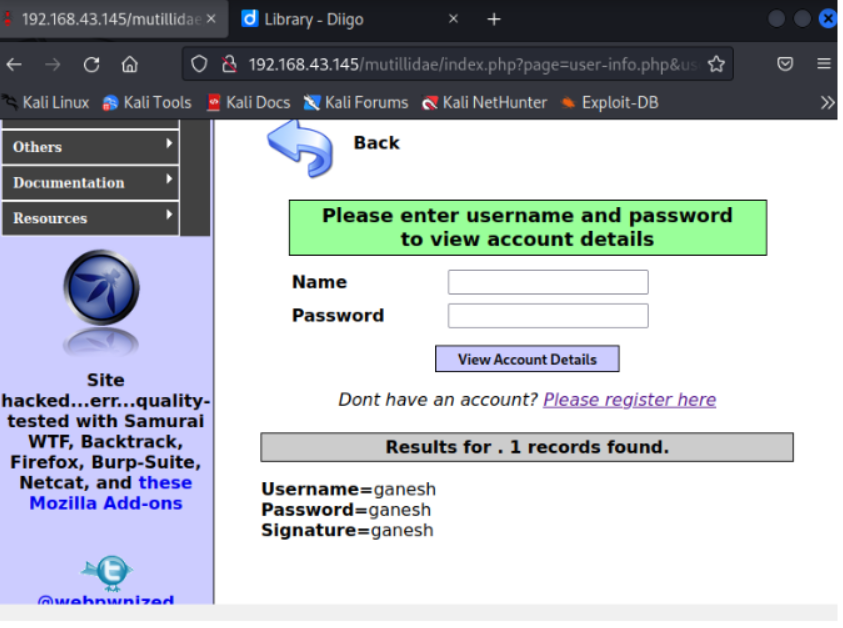 192.168.43.145/mutillidae
Library - Diigo
192.168.43.145/mutillidae/index.php?page=user-info.php&us
Kali Linux Kali Tools Kali Docs Kali Forums Kali NetHunter Exploit-DB
Others
Documentation
Resources
Site
hacked...err...quality-
tested with Samurai
WTF, Backtrack,
Firefox, Burp-Suite,
Netcat, and these
Mozilla Add-ons
@webpwnized
Back
Please enter username and password
to view account details
Name
Password
View Account Details
Dont have an account? Please register here
Results for . 1 records found.
Username=ganesh
Password=ganesh
Signature=ganesh